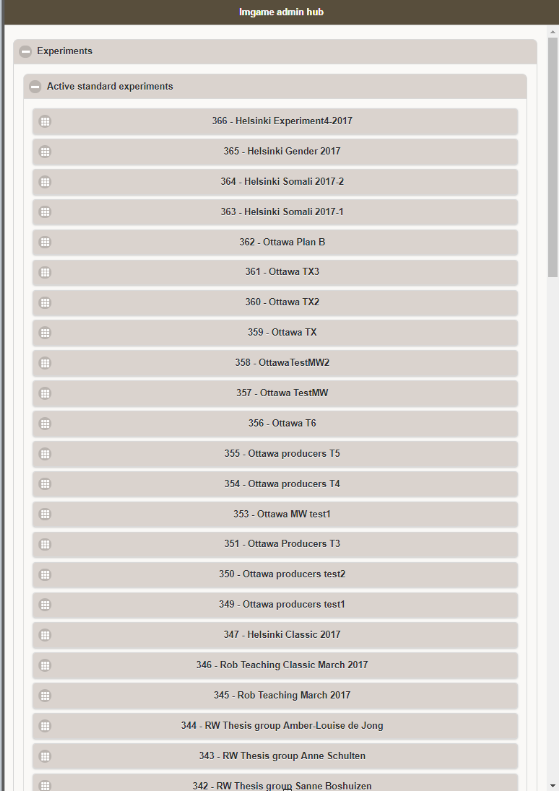 Imgame admin hub
Experiments
Active standard experiments
366 - Helsinki Experiment4-2017
365 - Helsinki Gender 2017
364 - Helsinki Somali 2017-2
363 - Helsinki Somali 2017-1
362 - Ottawa Plan B
361 - Ottawa TX3
360 - Ottawa TX2
359 - Ottawa TX
358 - OttawaTestMW2
357 - Ottawa TestMW
356 - Ottawa T6
355 - Ottawa producers T5
354 - Ottawa producers T4
353 - Ottawa MW test1
351 - Ottawa Producers T3
350 - Ottawa producers test2
349 - Ottawa producers test1
347 - Helsinki Classic 2017
346 - Rob Teaching Classic March 2017
345 - Rob Teaching March 2017
344 - RW Thesis group Amber-Louise de Jong
343 - RW Thesis group Anne Schulten
342 - RW Thesis group Sanne Boshuizen